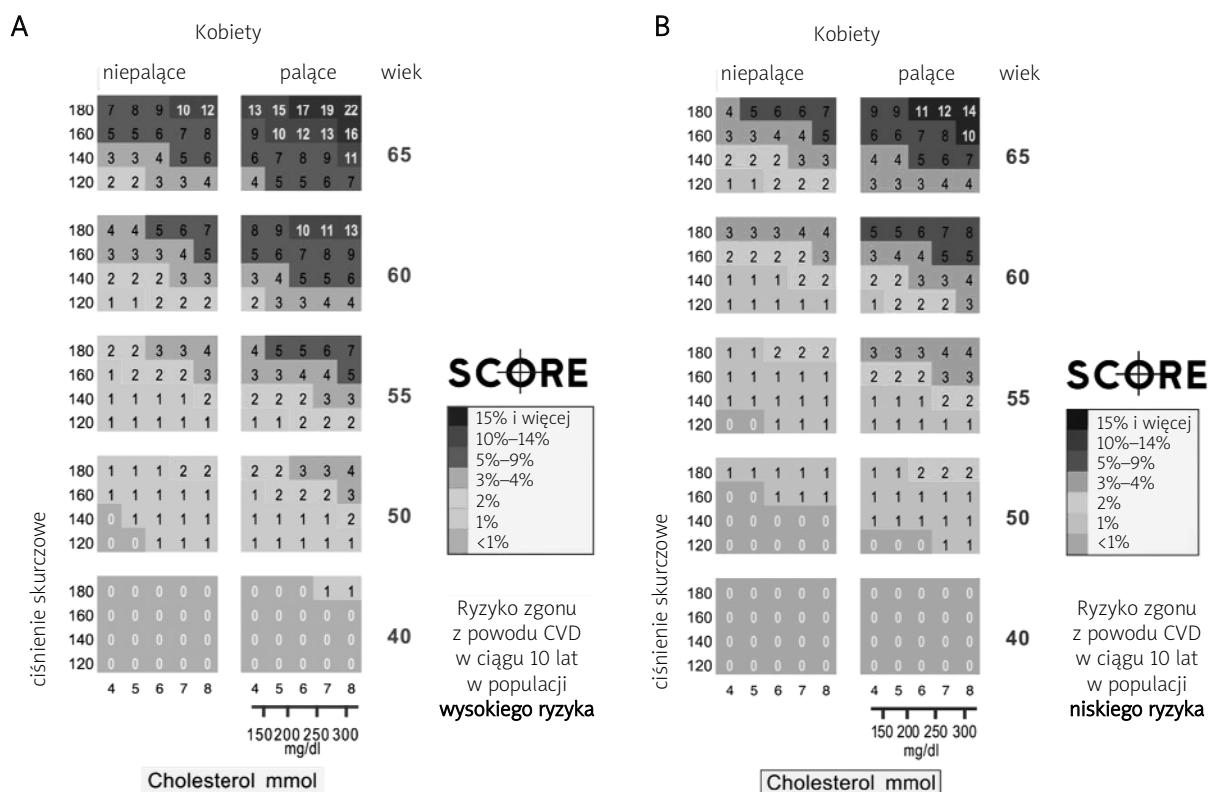 A
Kobiety
niepalące palące wiek
180 7 8 9 10 12 13 15 17 19 22
160 5 5 6 7 8 9 10 12 13 16
140 3 3 4 5 6 6 7 8 9 11
120 2 2 3 3 4 4 5 5 6 7
65
180 4 4 5 6 7 8 9 10 11 13
160 3 3 3 4 5 5 6 7 8 9
140 2 2 2 3 3 3 4 5 5 6
120 1 1 2 2 2 2 3 3 4 4
60
180 2 2 3 3 4 4 5 5 6 7
160 1 2 2 2 3 3 3 4 4 5
140 1 1 1 1 2 2 2 2 3 3
120 1 1 1 1 1 1 1 2 2 2
55
180 1 1 1 2 2 2 2 3 3 4
160 1 1 1 1 1 1 2 2 2 3
140 0 1 1 1 1 1 1 1 1 2
120 0 0 1 1 1 1 1 1 1 1
50
180 0 0 0 0 0 0 0 0 1 1
160 0 0 0 0 0 0 0 0 0 0
140 0 0 0 0 0 0 0 0 0 0
120 0 0 0 0 0 0 0 0 0 0
40
4 5 6 7 8 4 5 6 7 8
150 200 250 300
mg/dl
Cholesterol mmol
ciśnienie skurczowe
SCORE
15% i więcej
10%–14%
5%–9%
3%–4%
2%
1%
<1%
Ryzyko zgonu
z powodu CVD
w ciągu 10 lat
w populacji
wysokiego ryzyka
B
Kobiety
niepalące palące wiek
180 4 5 6 6 7 9 9 11 12 14
160 3 3 4 4 5 6 6 7 8 10
140 2 2 2 3 3 4 4 5 6 7
120 1 1 2 2 2 3 3 3 4 4
65
180 3 3 3 4 4 5 5 6 7 8
160 2 2 2 2 3 3 4 4 5 5
140 1 1 1 2 2 2 2 3 3 4
120 1 1 1 1 1 1 2 2 2 3
60
180 1 1 2 2 2 3 3 3 4 4
160 1 1 1 1 1 2 2 2 3 3
140 1 1 1 1 1 1 1 1 2 2
120 0 0 1 1 1 1 1 1 1 1
55
180 1 1 1 1 1 1 1 2 2 2
160 0 0 1 1 1 1 1 1 1 1
140 0 0 0 0 0 1 1 1 1 1
120 0 0 0 0 0 0 0 0 1 1
50
180 0 0 0 0 0 0 0 0 0 0
160 0 0 0 0 0 0 0 0 0 0
140 0 0 0 0 0 0 0 0 0 0
120 0 0 0 0 0 0 0 0 0 0
40
4 5 6 7 8 4 5 6 7 8
150 200 250 300
mg/dl
Cholesterol mmol
ciśnienie skurczowe
SCORE
15% i więcej
10%–14%
5%–9%
3%–4%
2%
1%
<1%
Ryzyko zgonu
z powodu CVD
w ciągu 10 lat
w populacji
niskiego ryzyka